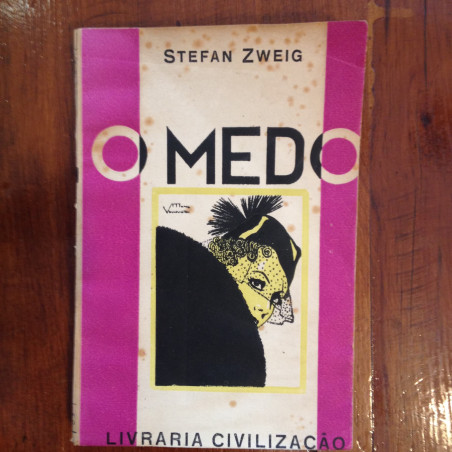 STEFAN ZWEIG
O MEDO
LIVRARIA CIVILIZAÇÃO